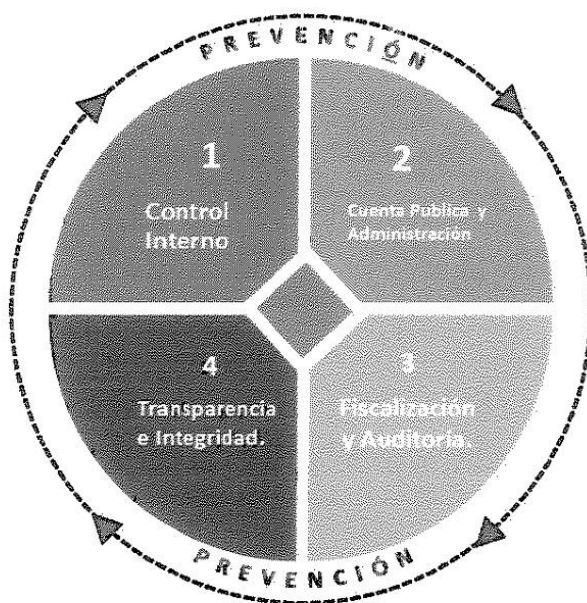 PREVENCIÓN
1
Control
Interno
2
Cuenta Publica y
Administración
4
Transparencia
e Integridad.
3
Fiscalización
y Auditoria.
PREVENCIÓN